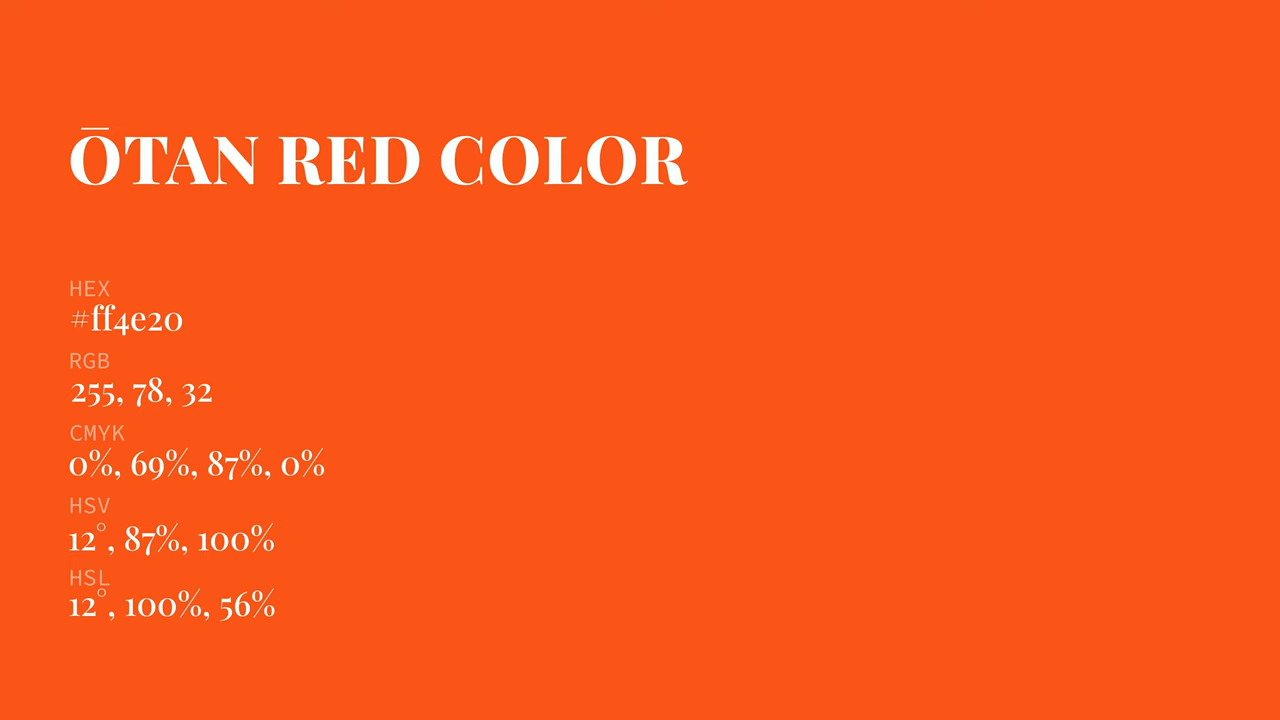 ŌTAN RED COLOR
HEX
#ff4e20
RGB
255, 78, 32
CMYK
0%, 69%, 87%, 0%
HSV
12°, 87%, 100%
HSL
12°, 100%, 56%